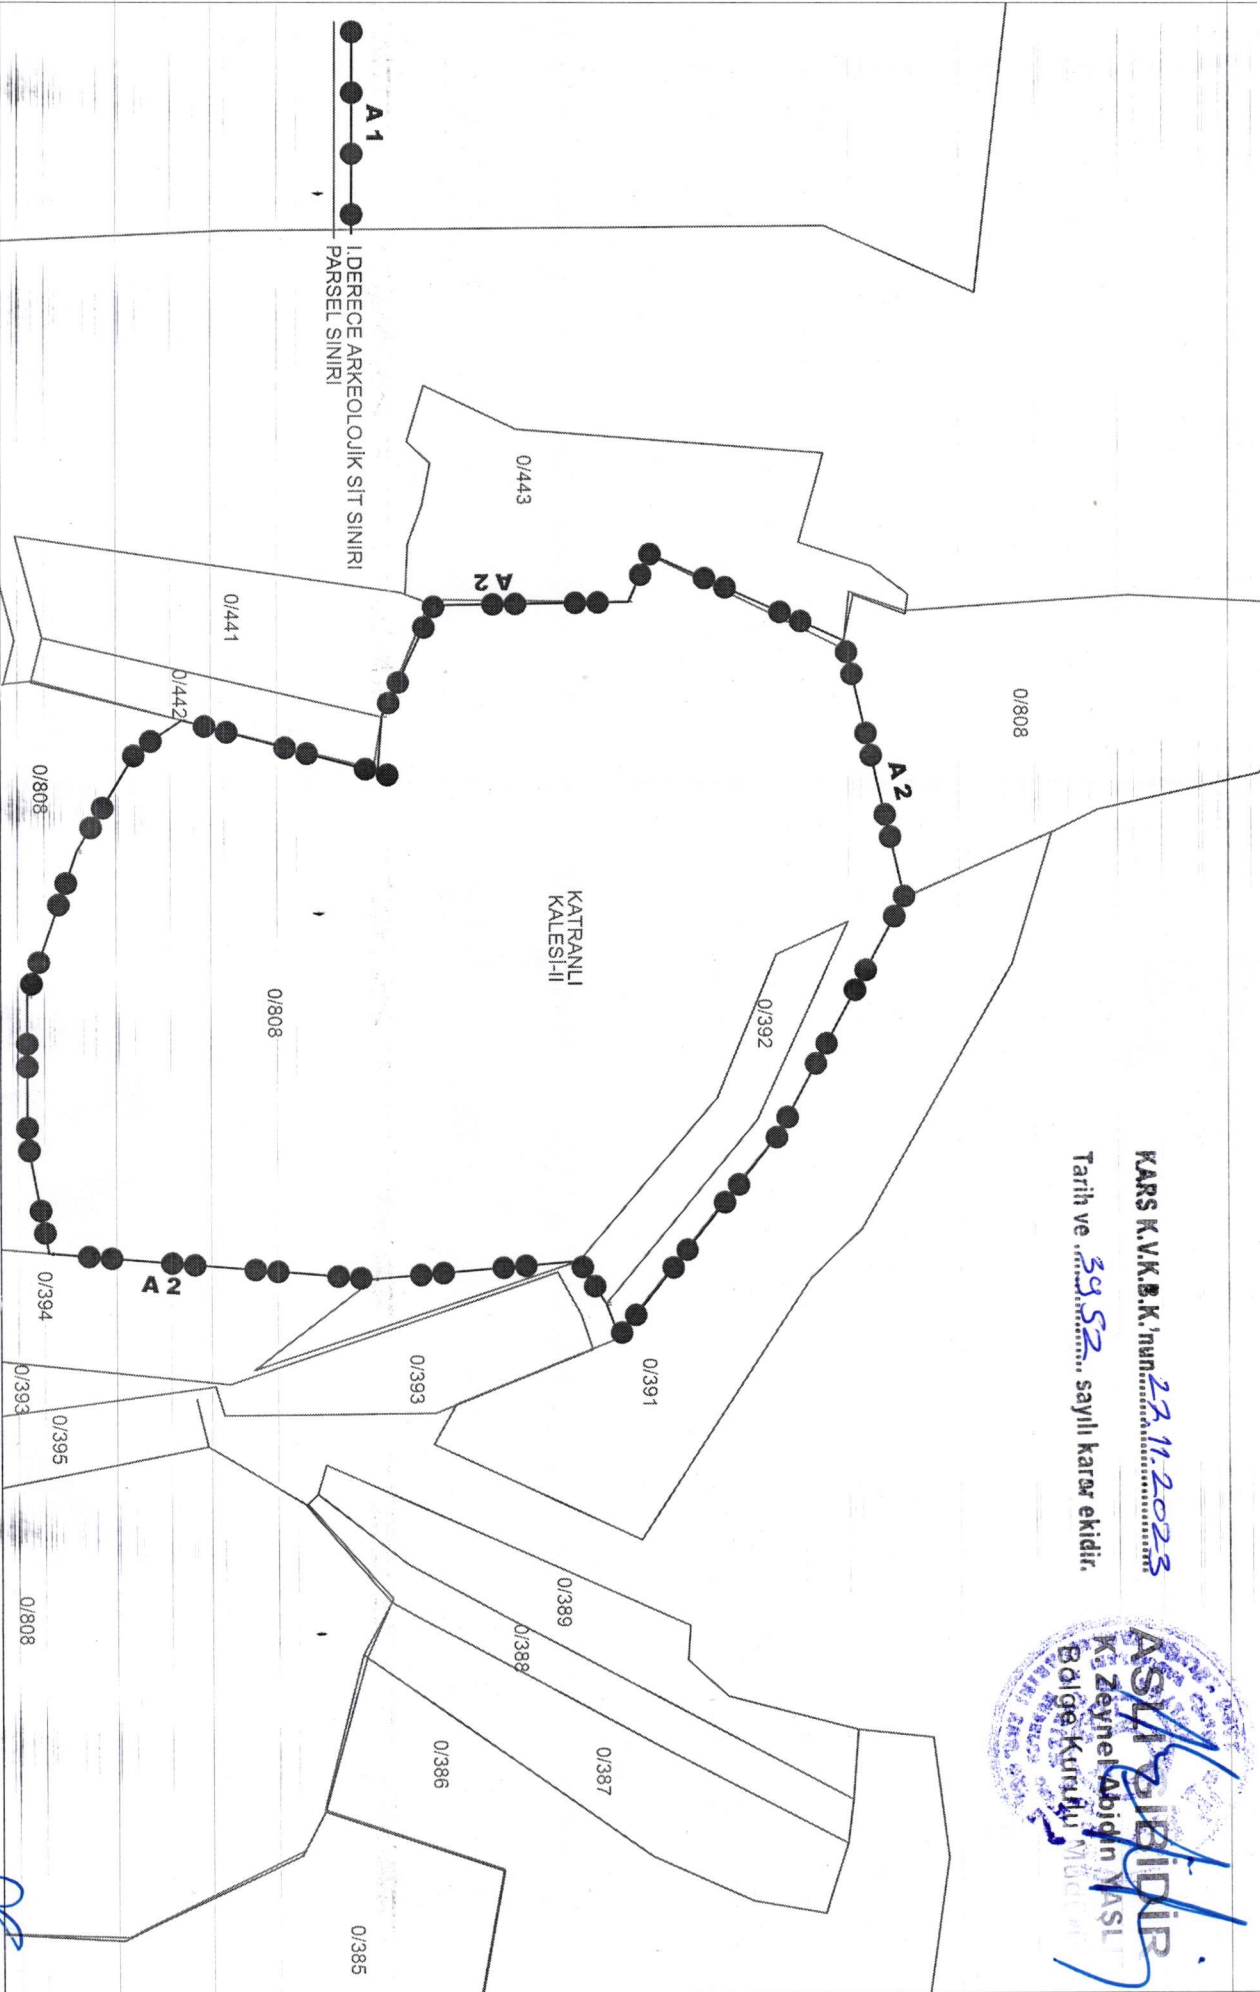 KARS K.V.K.B.K.'nun 22.11.2023
Tarih ve 3952 sayılı karar ekidir.
ASLI GİBİDİR
K. Zeynel Abidin YAŞLI
Bölge Kurulu Müdürü
0/808
A 2
0/443
A 2
0/392
KATRANLI
KALESİ-II
0/391
0/389
0/388
0/387
0/386
0/385
0/393
A 1
I.DERECE ARKEOLOJİK SİT SINIRI
PARSEL SINIRI
0/441
0/442
0/808
0/808
A 2
0/394
0/393
0/395
0/808